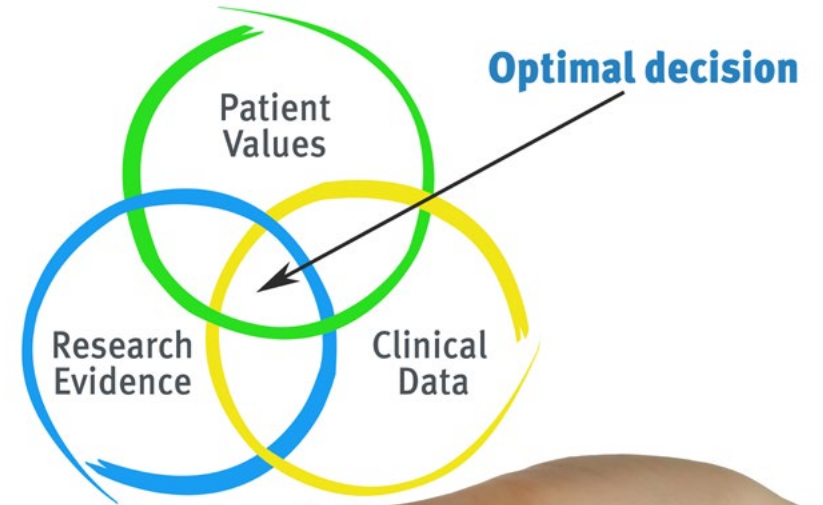 Optimal decision
Patient
Values
Research
Evidence
Clinical
Data